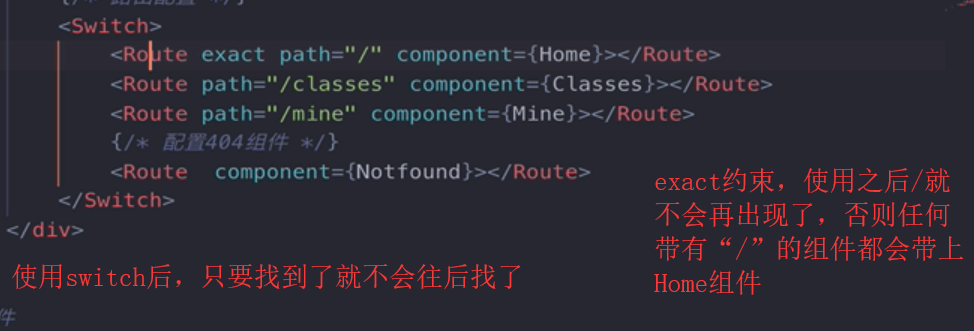 {/* 路由配置 */}
<Switch>
<Route exact path="/" component={Home}></Route>
<Route path="/classes" component={Classes}></Route>
<Route path="/mine" component={Mine}></Route>
{/* 配置404组件 */}
<Route  component={Notfound}></Route>
</Switch>
</div>
exact约束，使用之后/就
不会再出现了，否则任何
带有“/”的组件都会带上
Home组件
使用switch后，只要找到了就不会往后找了
件